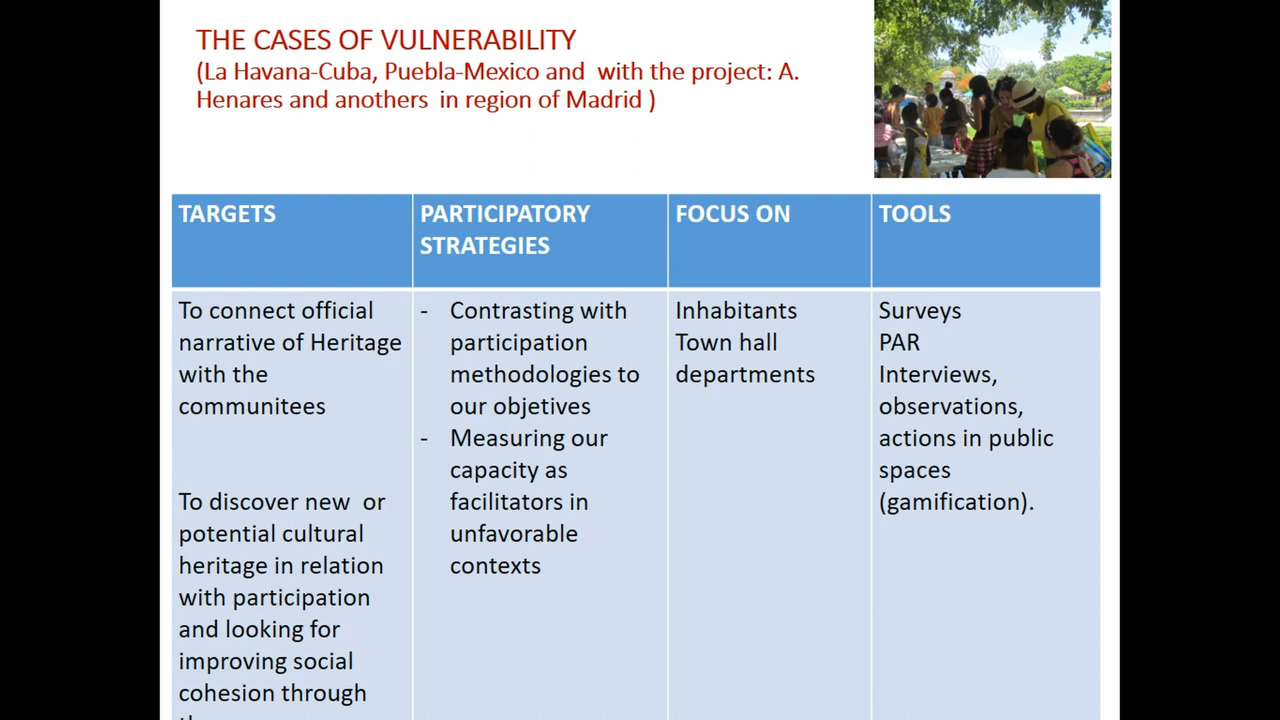 THE CASES OF VULNERABILITY
(La Havana-Cuba, Puebla-Mexico and with the project: A.
Henares and anothers in region of Madrid )
TARGETS
PARTICIPATORY
STRATEGIES
FOCUS ON
TOOLS
To connect official
narrative of Heritage
with the
communitees
To discover new or
potential cultural
heritage in relation
with participation
and looking for
improving social
cohesion through
- Contrasting with
participation
methodologies to
our objetives
- Measuring our
capacity as
facilitators in
unfavorable
contexts
Inhabitants
Town hall
departments
Surveys
PAR
Interviews,
observations,
actions in public
spaces
(gamification).